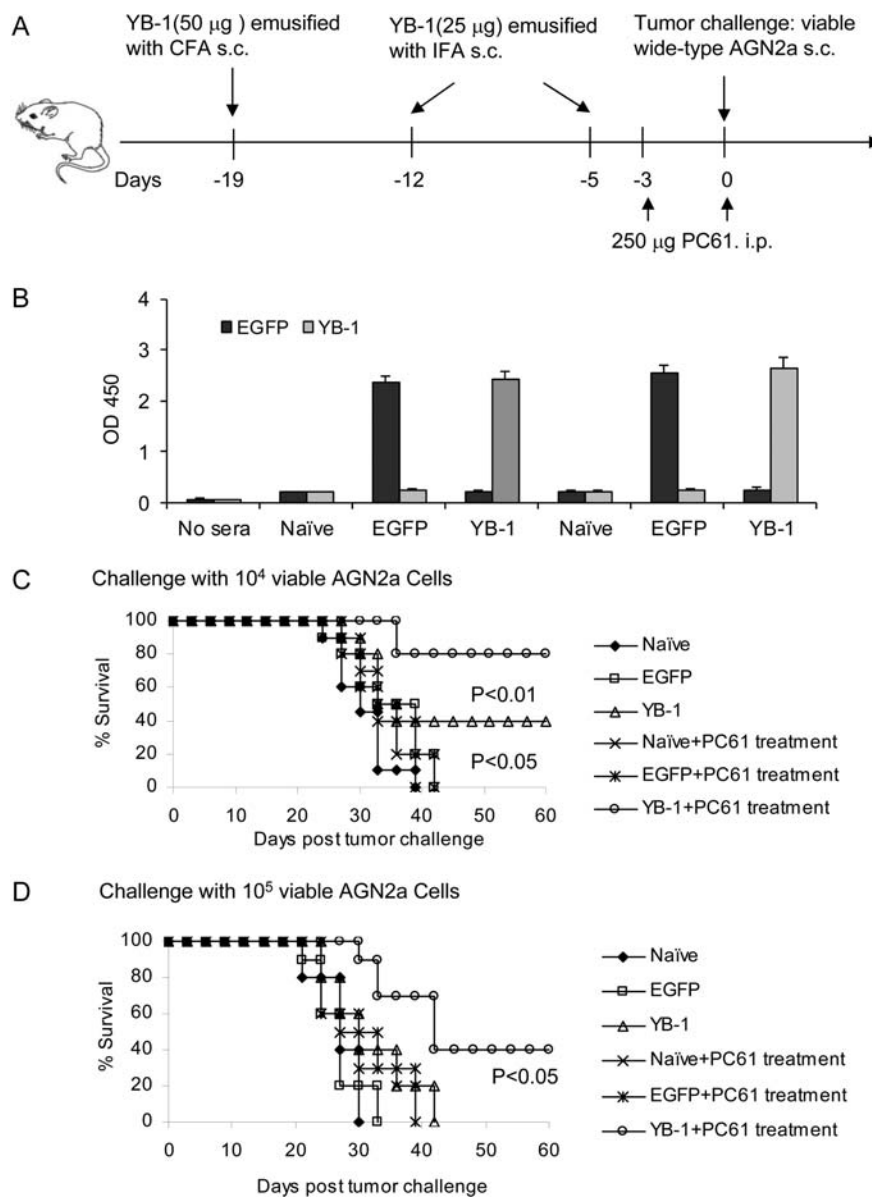 A
YB-1(50 μg ) emusified
with CFA s.c.
YB-1(25 μg) emusified
with IFA s.c.
Tumor challenge: viable
wide-type AGN2a s.c.
Days -19 -12 -5 -3 0
250 μg PC61. i.p.
B
EGFP YB-1
OD 450
4
3
2
1
0
No sera Naïve EGFP YB-1 Naïve EGFP YB-1
C Challenge with 10⁴ viable AGN2a Cells
% Survival
100
80
60
40
20
0
0 10 20 30 40 50 60
Days post tumor challenge
P<0.01
P<0.05
Naïve
EGFP
YB-1
Naïve+PC61 treatment
EGFP+PC61 treatment
YB-1+PC61 treatment
D Challenge with 10⁵ viable AGN2a Cells
% Survival
100
80
60
40
20
0
0 10 20 30 40 50 60
Days post tumor challenge
P<0.05
Naïve
EGFP
YB-1
Naïve+PC61 treatment
EGFP+PC61 treatment
YB-1+PC61 treatment